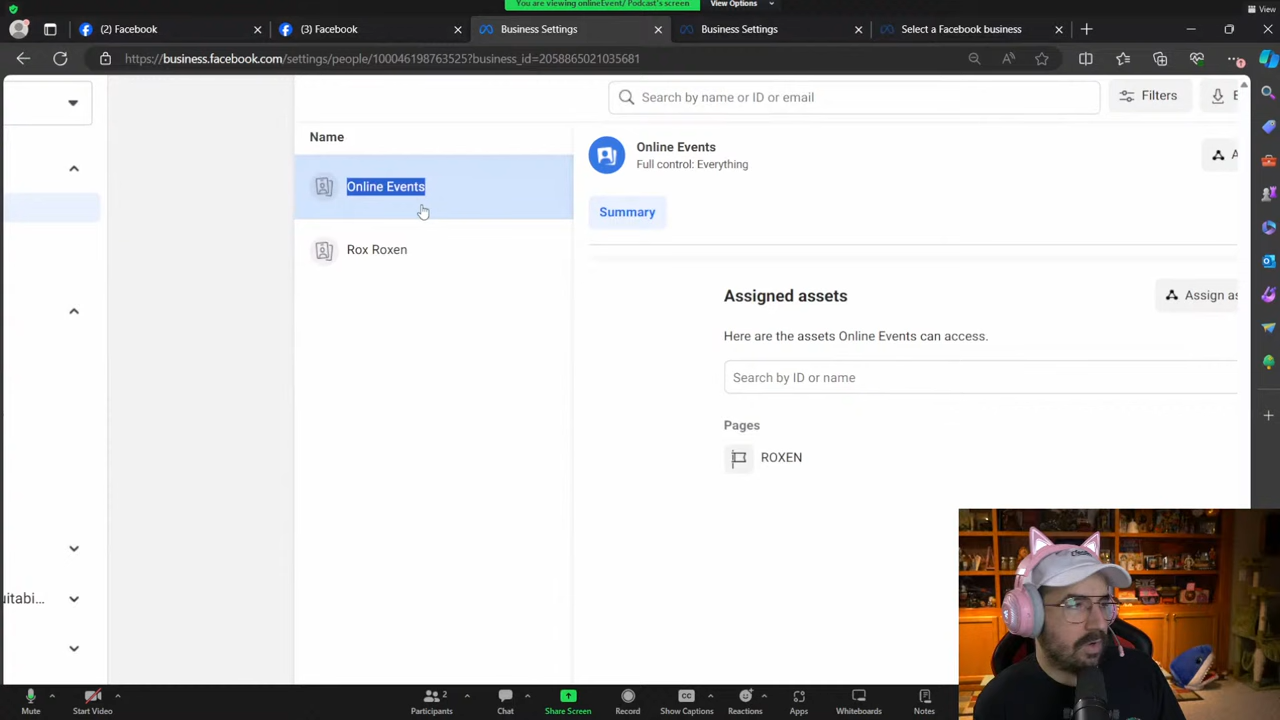 You are viewing onlineEvent/ Podcast's screen
View Options
View
(2) Facebook
(3) Facebook
Business Settings
Business Settings
Select a Facebook business
https://business.facebook.com/settings/people/100046198763525?business_id=2058865021035681
Search by name or ID or email
Filters
E
Name
Online Events
Rox Roxen
Online Events
Full control: Everything
A
Summary
Assigned assets
Assign as
Here are the assets Online Events can access.
Search by ID or name
Pages
ROXEN
uitabi...
Mute
Start Video
Participants
2
Chat
Share Screen
Record
CC
Show Captions
Reactions
Apps
Whiteboards
Notes